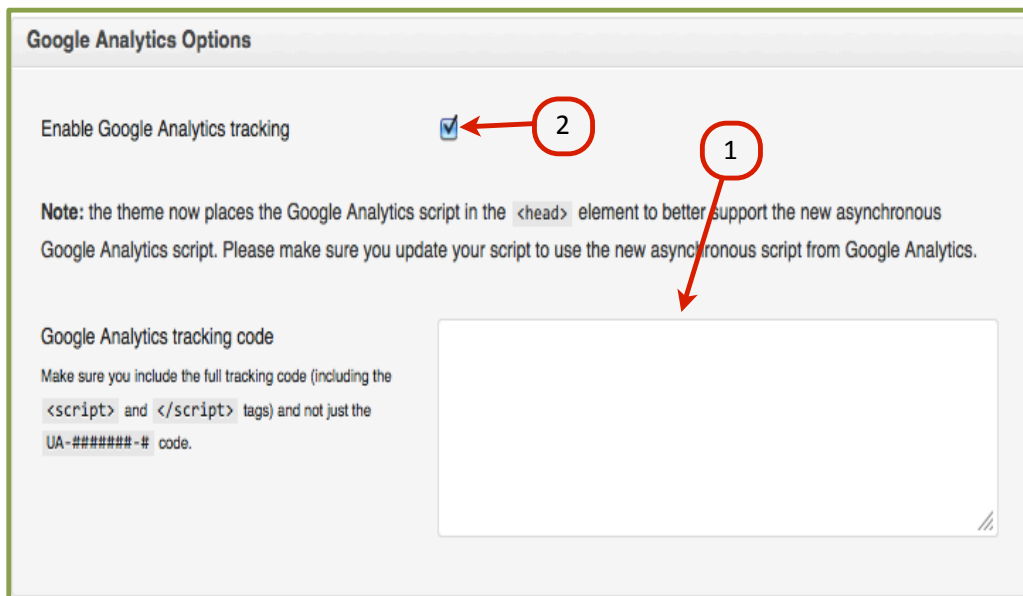 Google Analytics Options
Enable Google Analytics tracking
2
1
Note: the theme now places the Google Analytics script in the <head> element to better support the new asynchronous
Google Analytics script. Please make sure you update your script to use the new asynchronous script from Google Analytics.
Google Analytics tracking code
Make sure you include the full tracking code (including the
<script> and </script> tags) and not just the
UA-#######-# code.